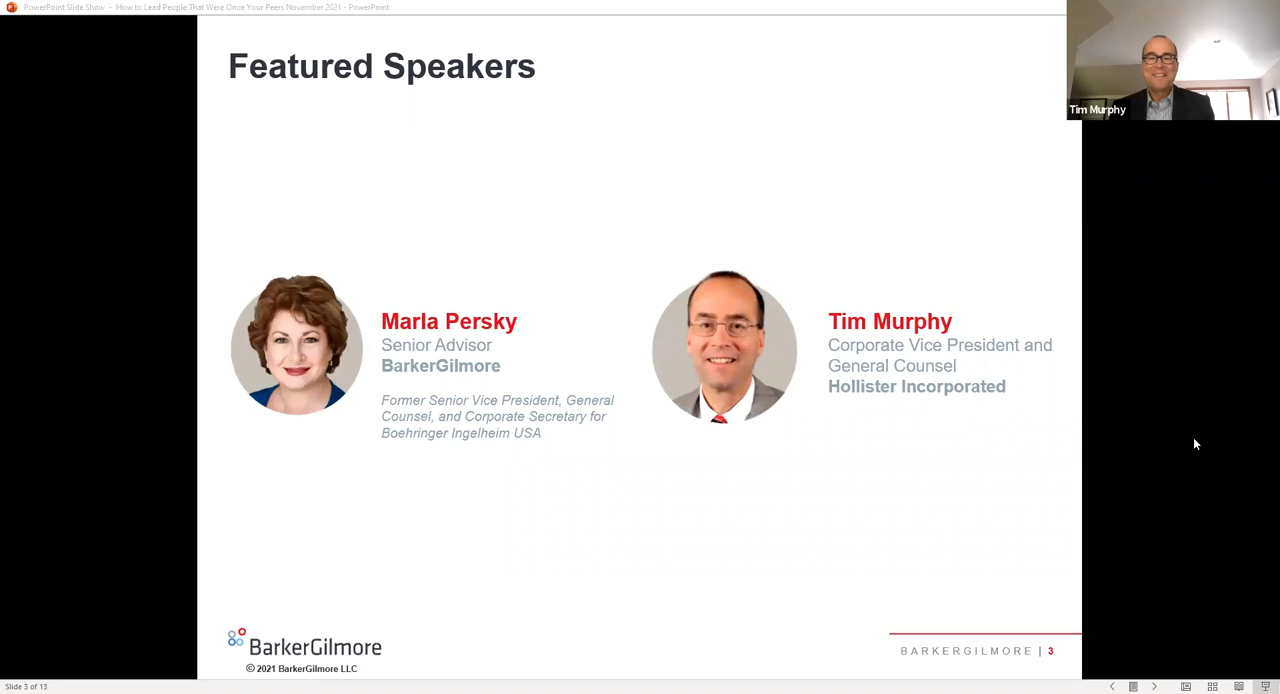 PowerPoint Slide Show - How to Lead People That Were Once Your Peers November 2021 - PowerPoint
Featured Speakers
Tim Murphy
Marla Persky
Senior Advisor
BarkerGilmore
Former Senior Vice President, General
Counsel, and Corporate Secretary for
Boehringer Ingelheim USA
Tim Murphy
Corporate Vice President and
General Counsel
Hollister Incorporated
BarkerGilmore
© 2021 BarkerGilmore LLC
BARKERGILMORE | 3
Slide 3 of 13